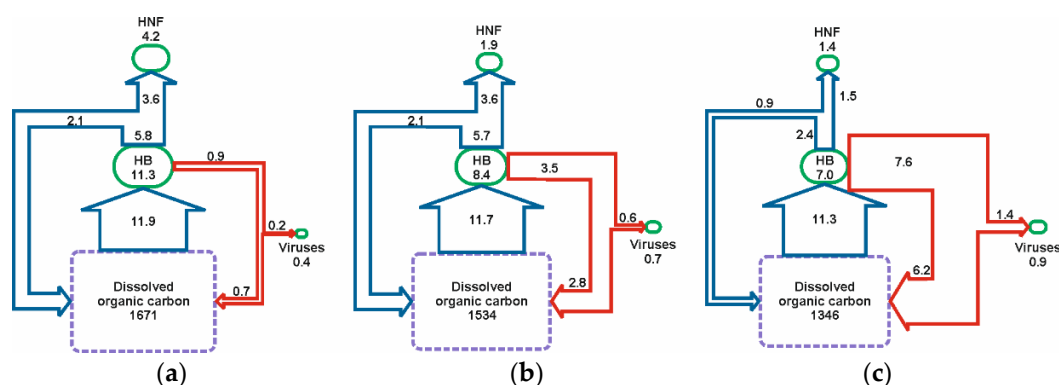 HNF
4.2
3.6
2.1
5.8
HB
11.3
0.9
11.9
0.2
Viruses
0.4
0.7
Dissolved
organic carbon
1671
(a)
HNF
1.9
3.6
2.1
5.7
HB
8.4
3.5
11.7
0.6
Viruses
0.7
2.8
Dissolved
organic carbon
1534
(b)
HNF
1.4
0.9
1.5
2.4
HB
7.0
7.6
11.3
1.4
Viruses
0.9
6.2
Dissolved
organic carbon
1346
(c)